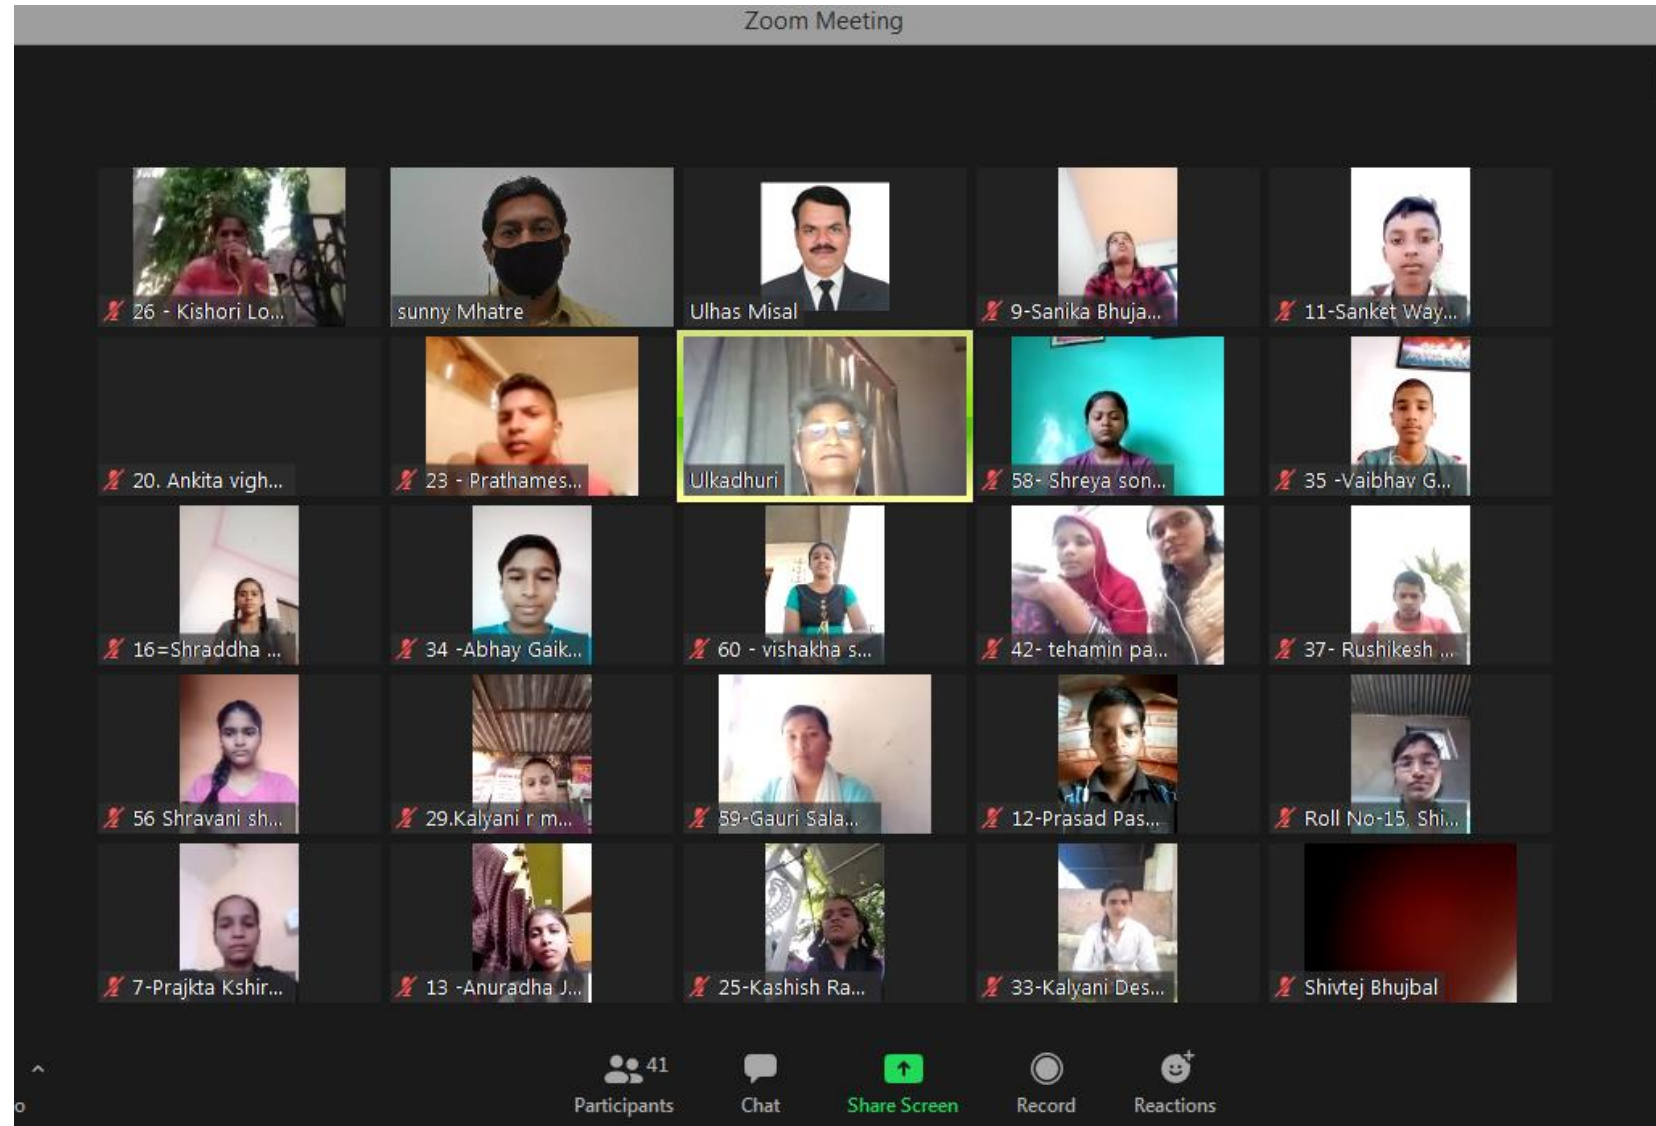 Zoom Meeting
26 - Kishori Lo...
sunny Mhatre
Ulhas Misal
9-Sanika Bhuja...
11-Sanket Way...
20. Ankita vigh...
23 - Prathames...
Ulkadhuri
58- Shreya son...
35 -Vaibhav G...
16=Shraddha ...
34 -Abhay Gaik...
60 - vishakha s...
42- tehamin pa...
37- Rushikesh ...
56 Shravani sh...
29.Kalyani r m...
59-Gauri Sala...
12-Prasad Pas...
Roll No-15, Shi...
7-Prajkta Kshir...
13 -Anuradha J...
25-Kashish Ra...
33-Kalyani Des...
Shivtej Bhujbal
41
o
Participants
Chat
Share Screen
Record
Reactions